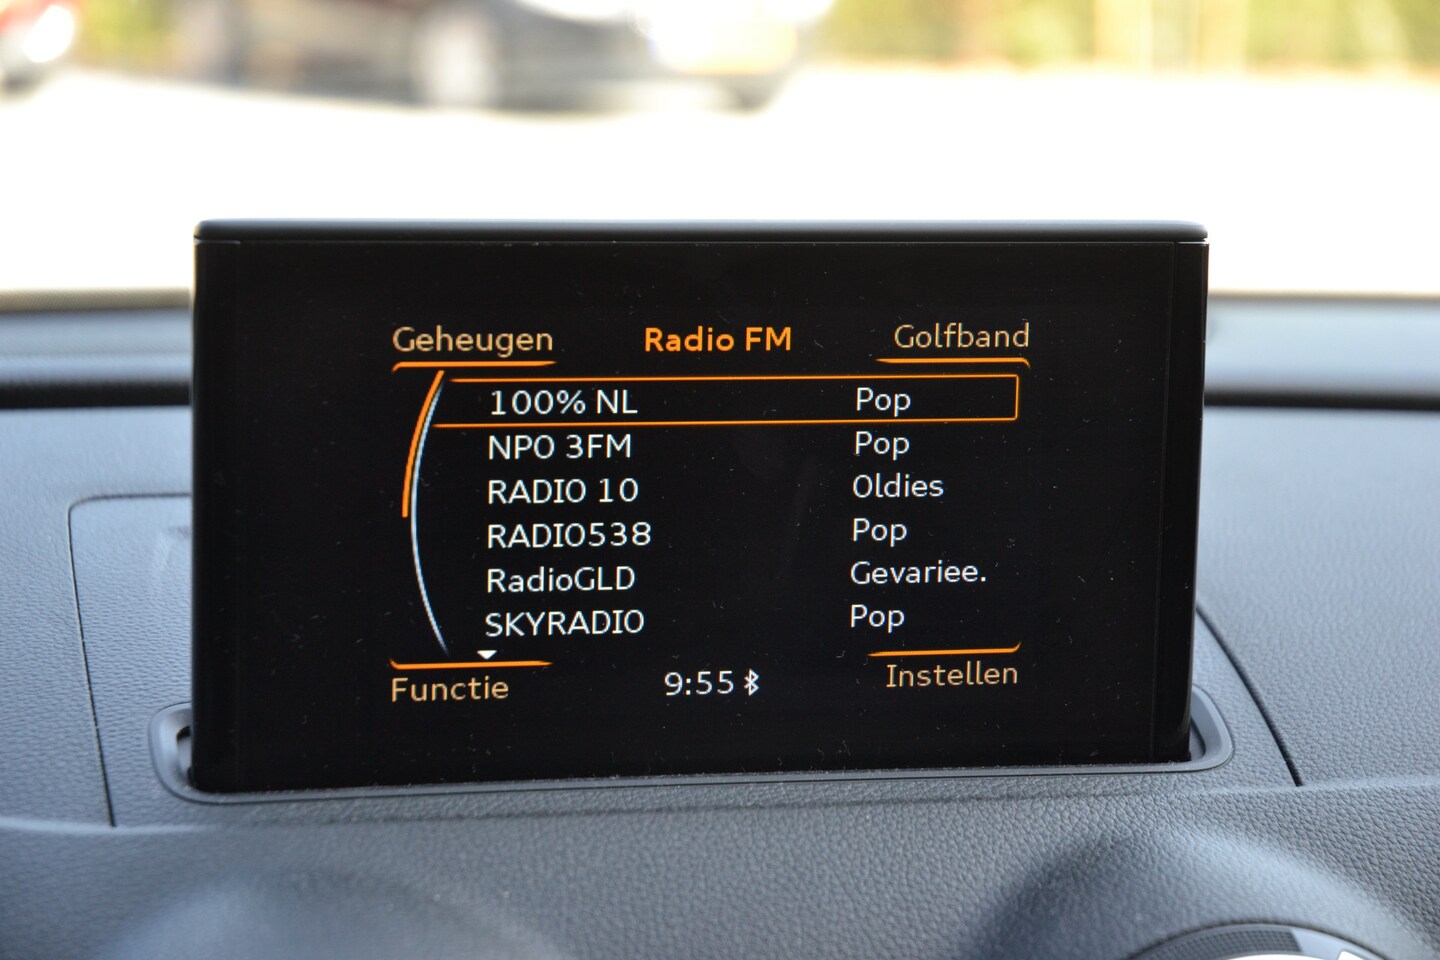 Geheugen Radio FM Golfband
100% NL Pop
NPO 3FM Pop
RADIO 10 Oldies
RADIO538 Pop
RadioGLD Gevariee.
SKYRADIO Pop
Functie 9:55 Instellen